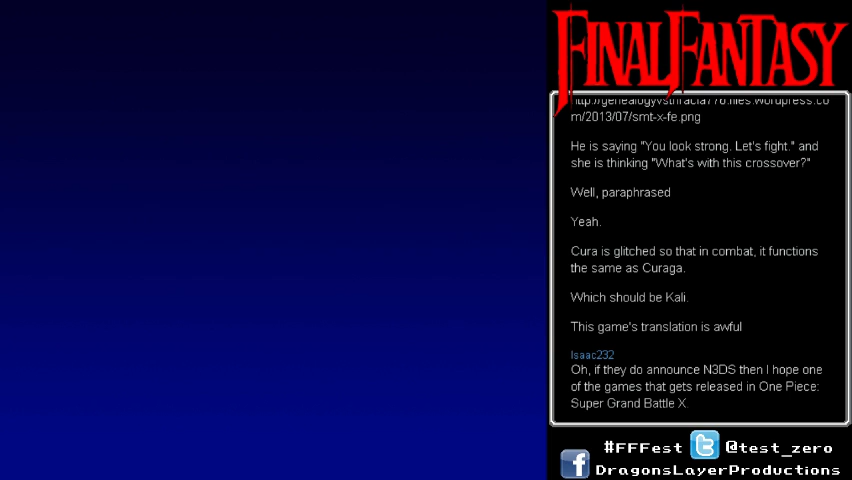 FINAL FANTASY
m/2013/07/smt-x-fe.png
He is saying "You look strong. Let's fight." and
she is thinking "What's with this crossover?"
Well, paraphrased
Yeah.
Cura is glitched so that in combat, it functions
the same as Curaga.
Which should be Kali.
This game's translation is awful
Isaac232
Oh, if they do announce N3DS then I hope one
of the games that gets released in One Piece:
Super Grand Battle X.
#FFFest @test_zero
DragonsLayerProductions